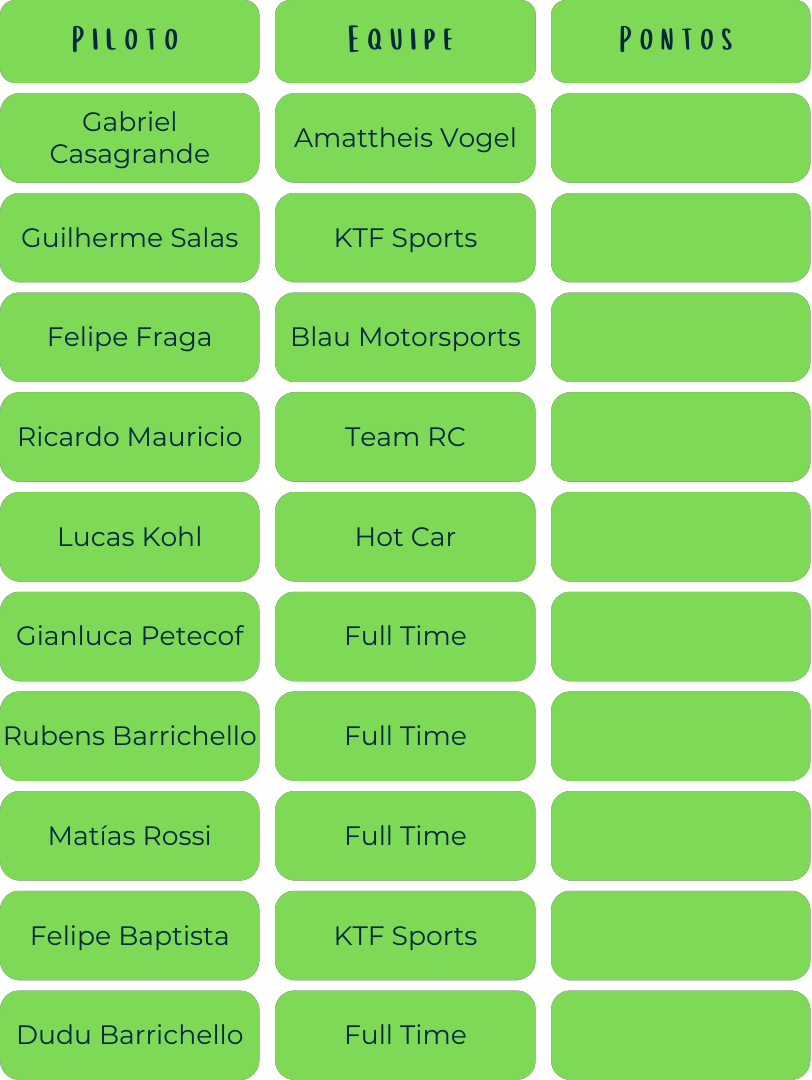 Piloto Equipe Pontos
Gabriel
Casagrande Amattheis Vogel
Guilherme Salas KTF Sports
Felipe Fraga Blau Motorsports
Ricardo Mauricio Team RC
Lucas Kohl Hot Car
Gianluca Petecof Full Time
Rubens Barrichello Full Time
Matías Rossi Full Time
Felipe Baptista KTF Sports
Dudu Barrichello Full Time